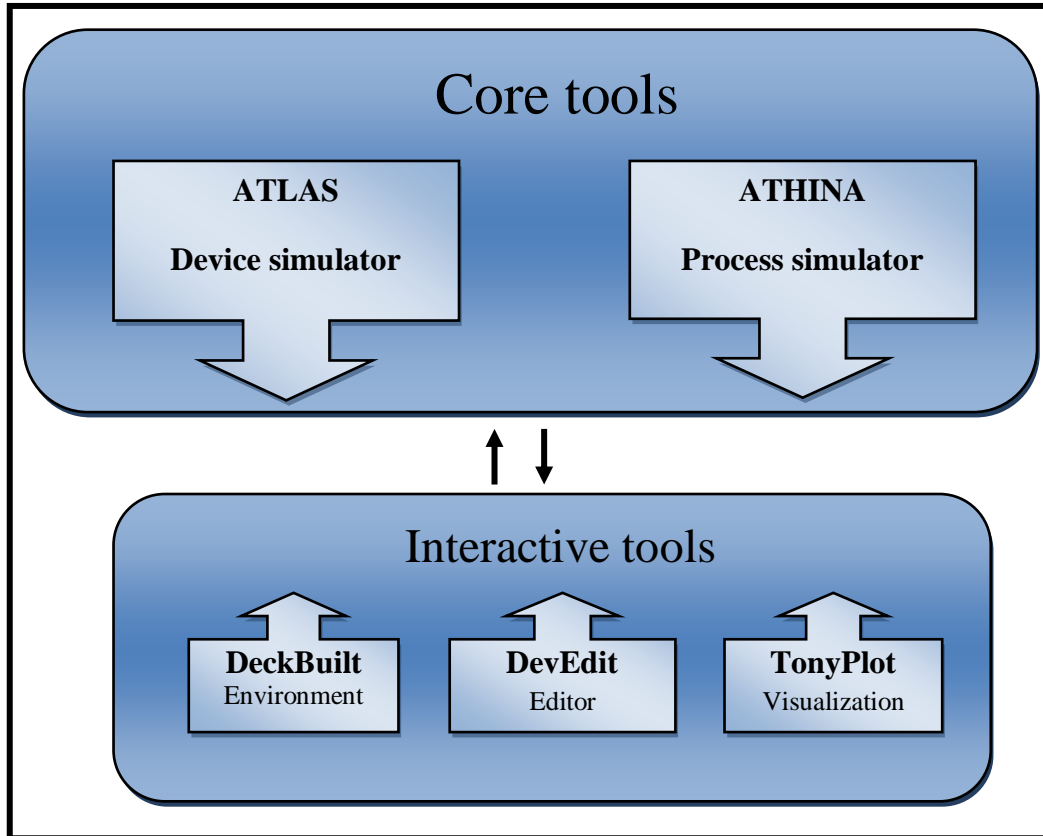 Core tools
ATLAS
Device simulator
ATHINA
Process simulator
Interactive tools
DeckBuilt
Environment
DevEdit
Editor
TonyPlot
Visualization